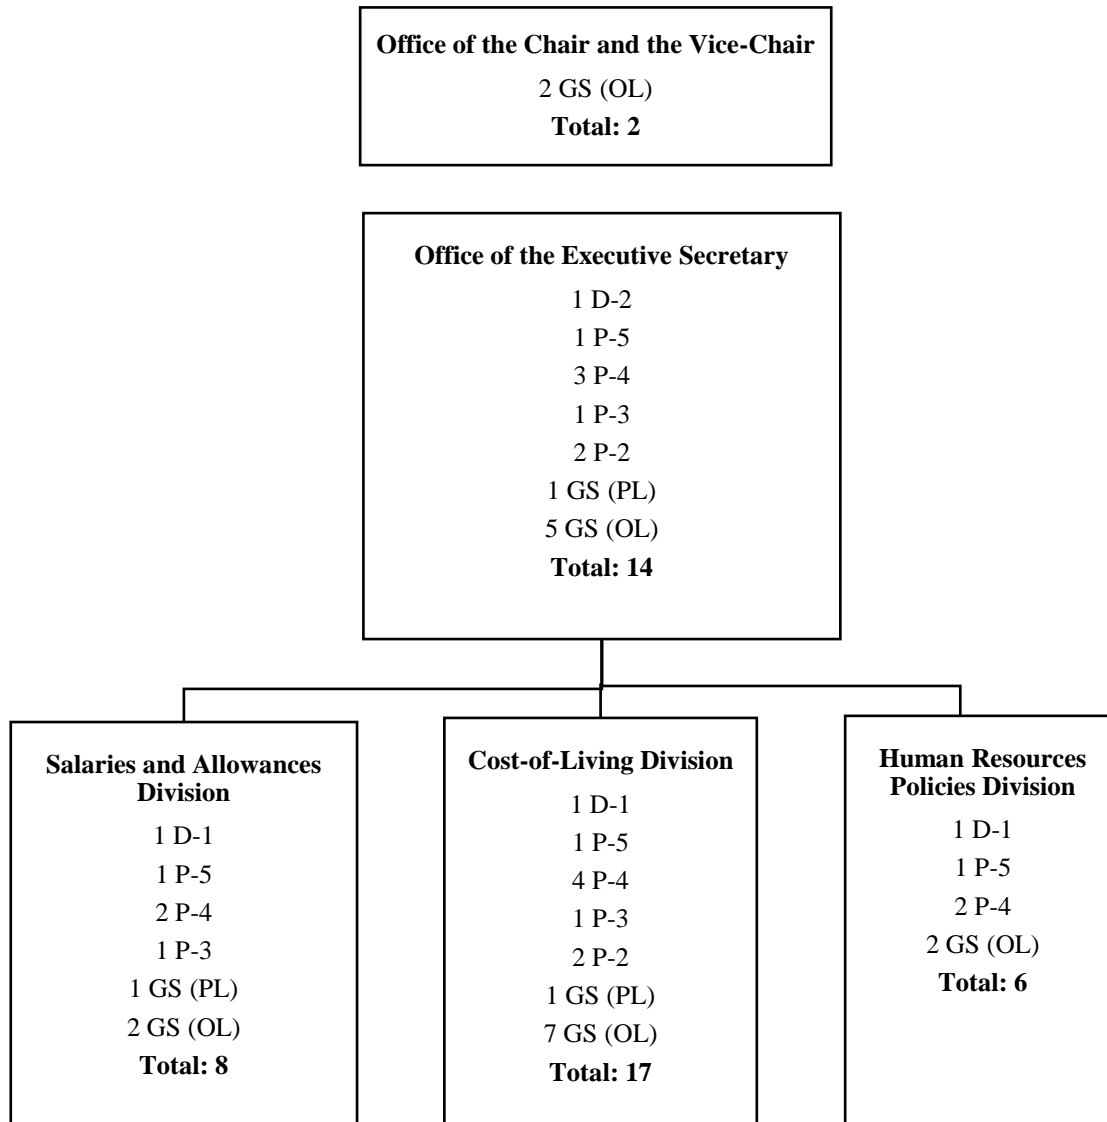 Office of the Chair and the Vice-Chair
2 GS (OL)
Total: 2
Office of the Executive Secretary
1 D-2
1 P-5
3 P-4
1 P-3
2 P-2
1 GS (PL)
5 GS (OL)
Total: 14
Salaries and Allowances
Division
1 D-1
1 P-5
2 P-4
1 P-3
1 GS (PL)
2 GS (OL)
Total: 8
Cost-of-Living Division
1 D-1
1 P-5
4 P-4
1 P-3
2 P-2
1 GS (PL)
7 GS (OL)
Total: 17
Human Resources
Policies Division
1 D-1
1 P-5
2 P-4
2 GS (OL)
Total: 6